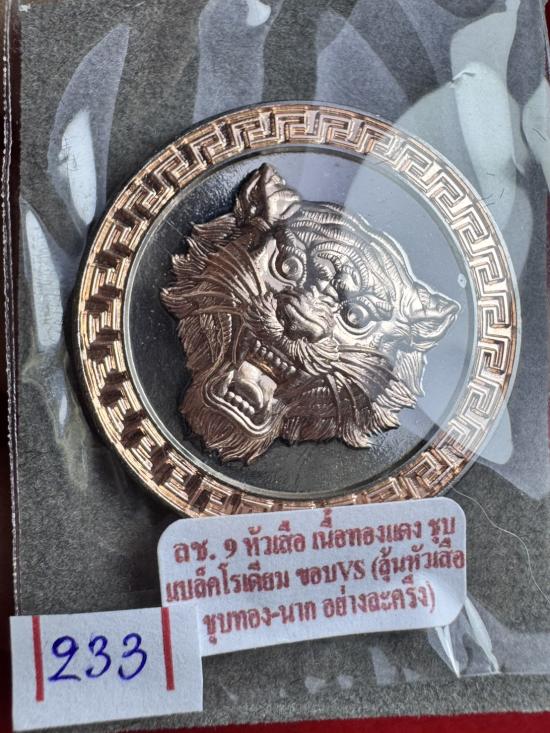 ลช. 9 หัวเสือ เนื้อทองแดง ชุบ
แบล็คโรเดียม ขอบVS (ลุ้นหัวเสือ
ชุบทอง-นาก อย่างละครึ่ง)
233